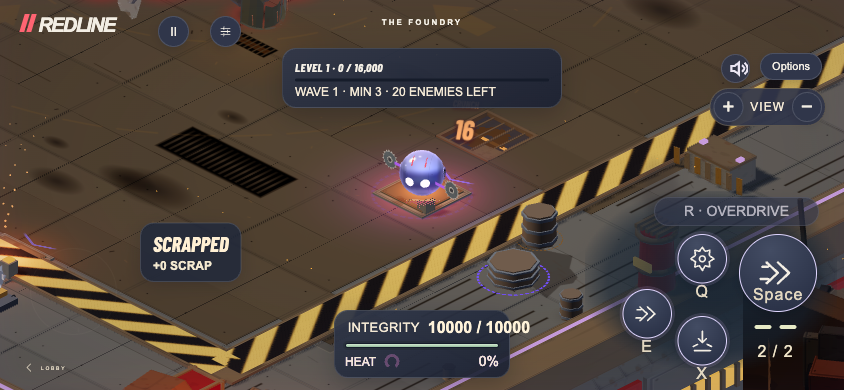 REDLINE
THE FOUNDRY
LEVEL 1 · 0 / 16,000
WAVE 1 · MIN 3 · 20 ENEMIES LEFT
Options
+ VIEW −
16
R · OVERDRIVE
SCRAPPED
+0 SCRAP
Q
Space
E
2 / 2
X
INTEGRITY 10000 / 10000
HEAT 0%
LOBBY